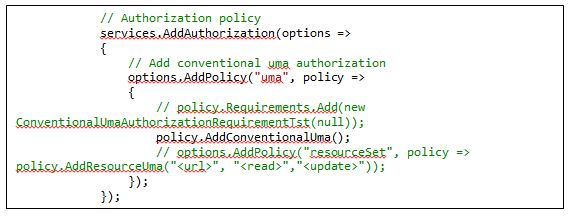 // Authorization policy
services.AddAuthorization(options =>
{
// Add conventional uma authorization
options.AddPolicy("uma", policy =>
{
// policy.Requirements.Add(new
ConventionalUmaAuthorizationRequirementTst(null));
policy.AddConventionalUma();
// options.AddPolicy("resourceSet", policy =>
policy.AddResourceUma("<url>", "<read>","<update>"));
});
});